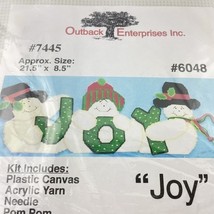 Outback Enterprises Inc.
#7445
Approx. Size:
21.5" x 8.5"
#6048
JOY
Kit Includes:
Plastic Canvas
Acrylic Yarn
Needle
Pom Pom
"Joy"